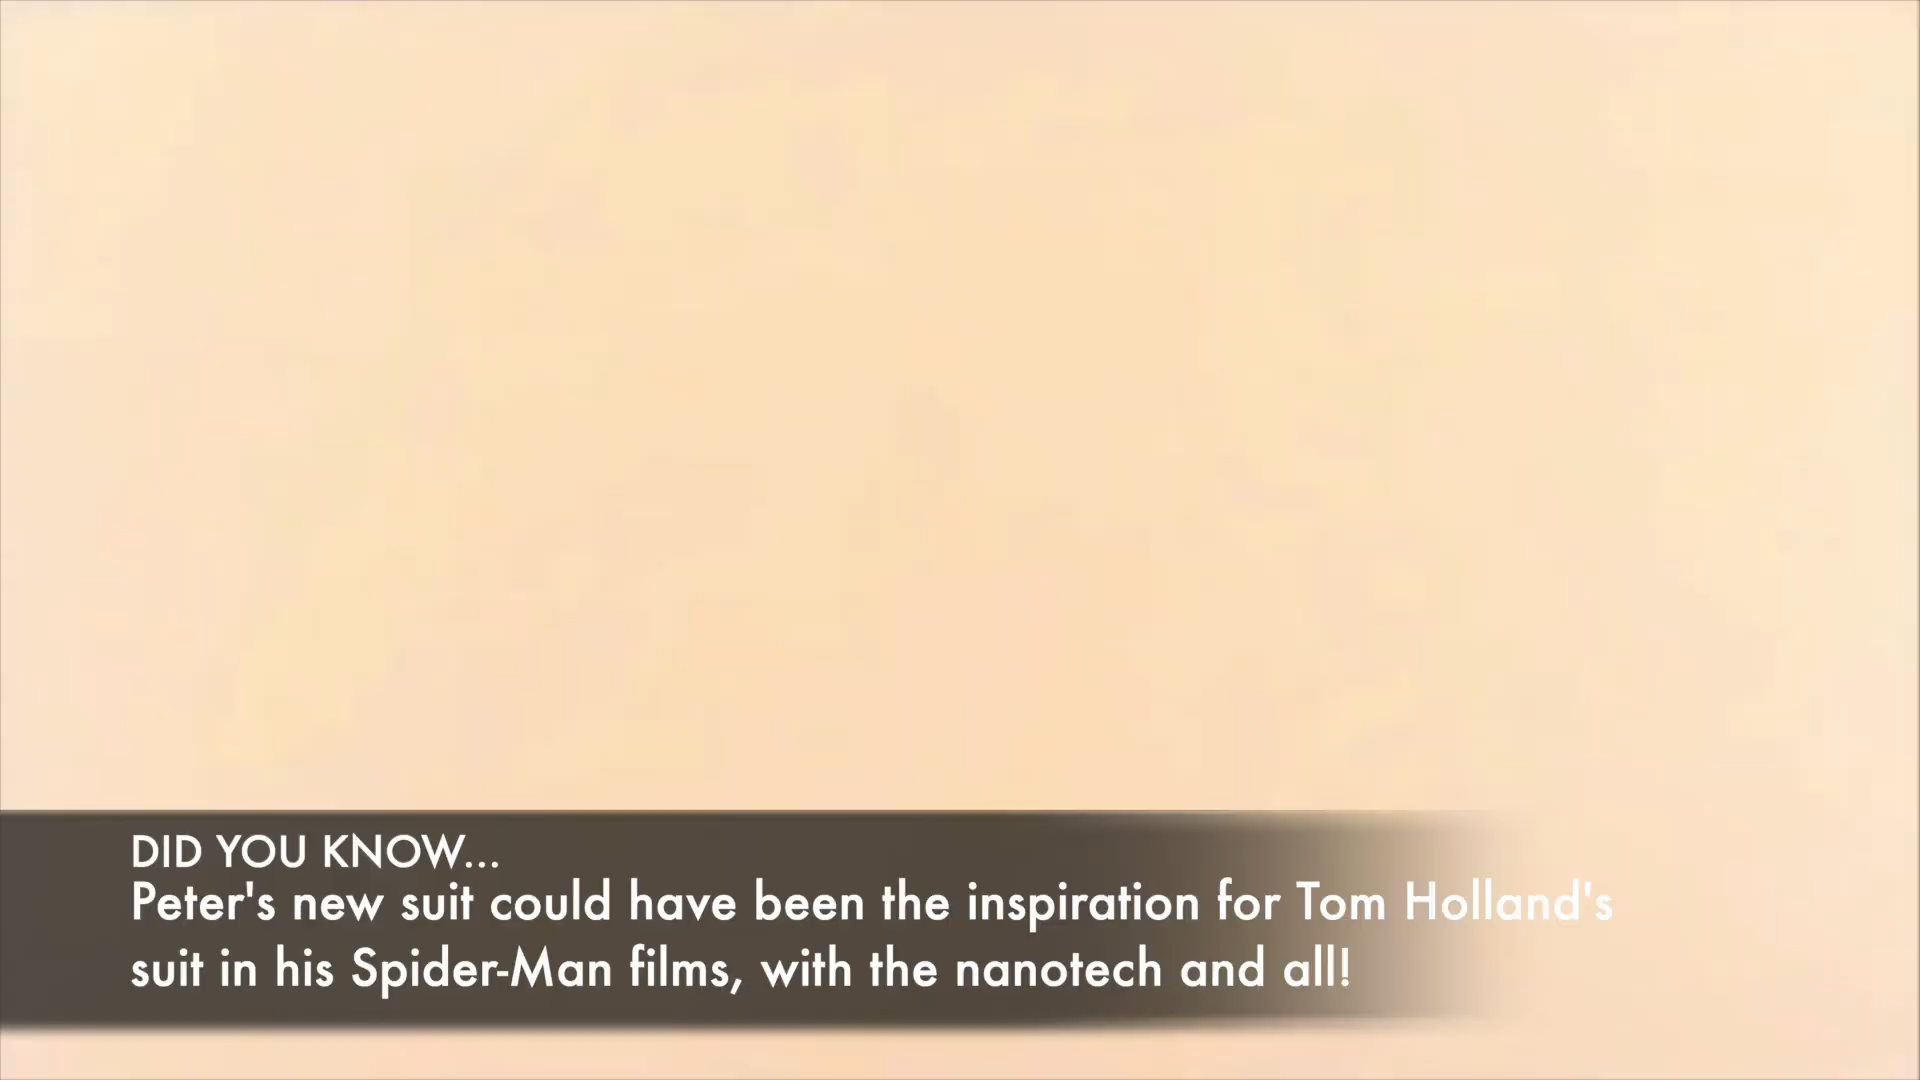 DID YOU KNOW...
Peter's new suit could have been the inspiration for Tom Holland's
suit in his Spider-Man films, with the nanotech and all!